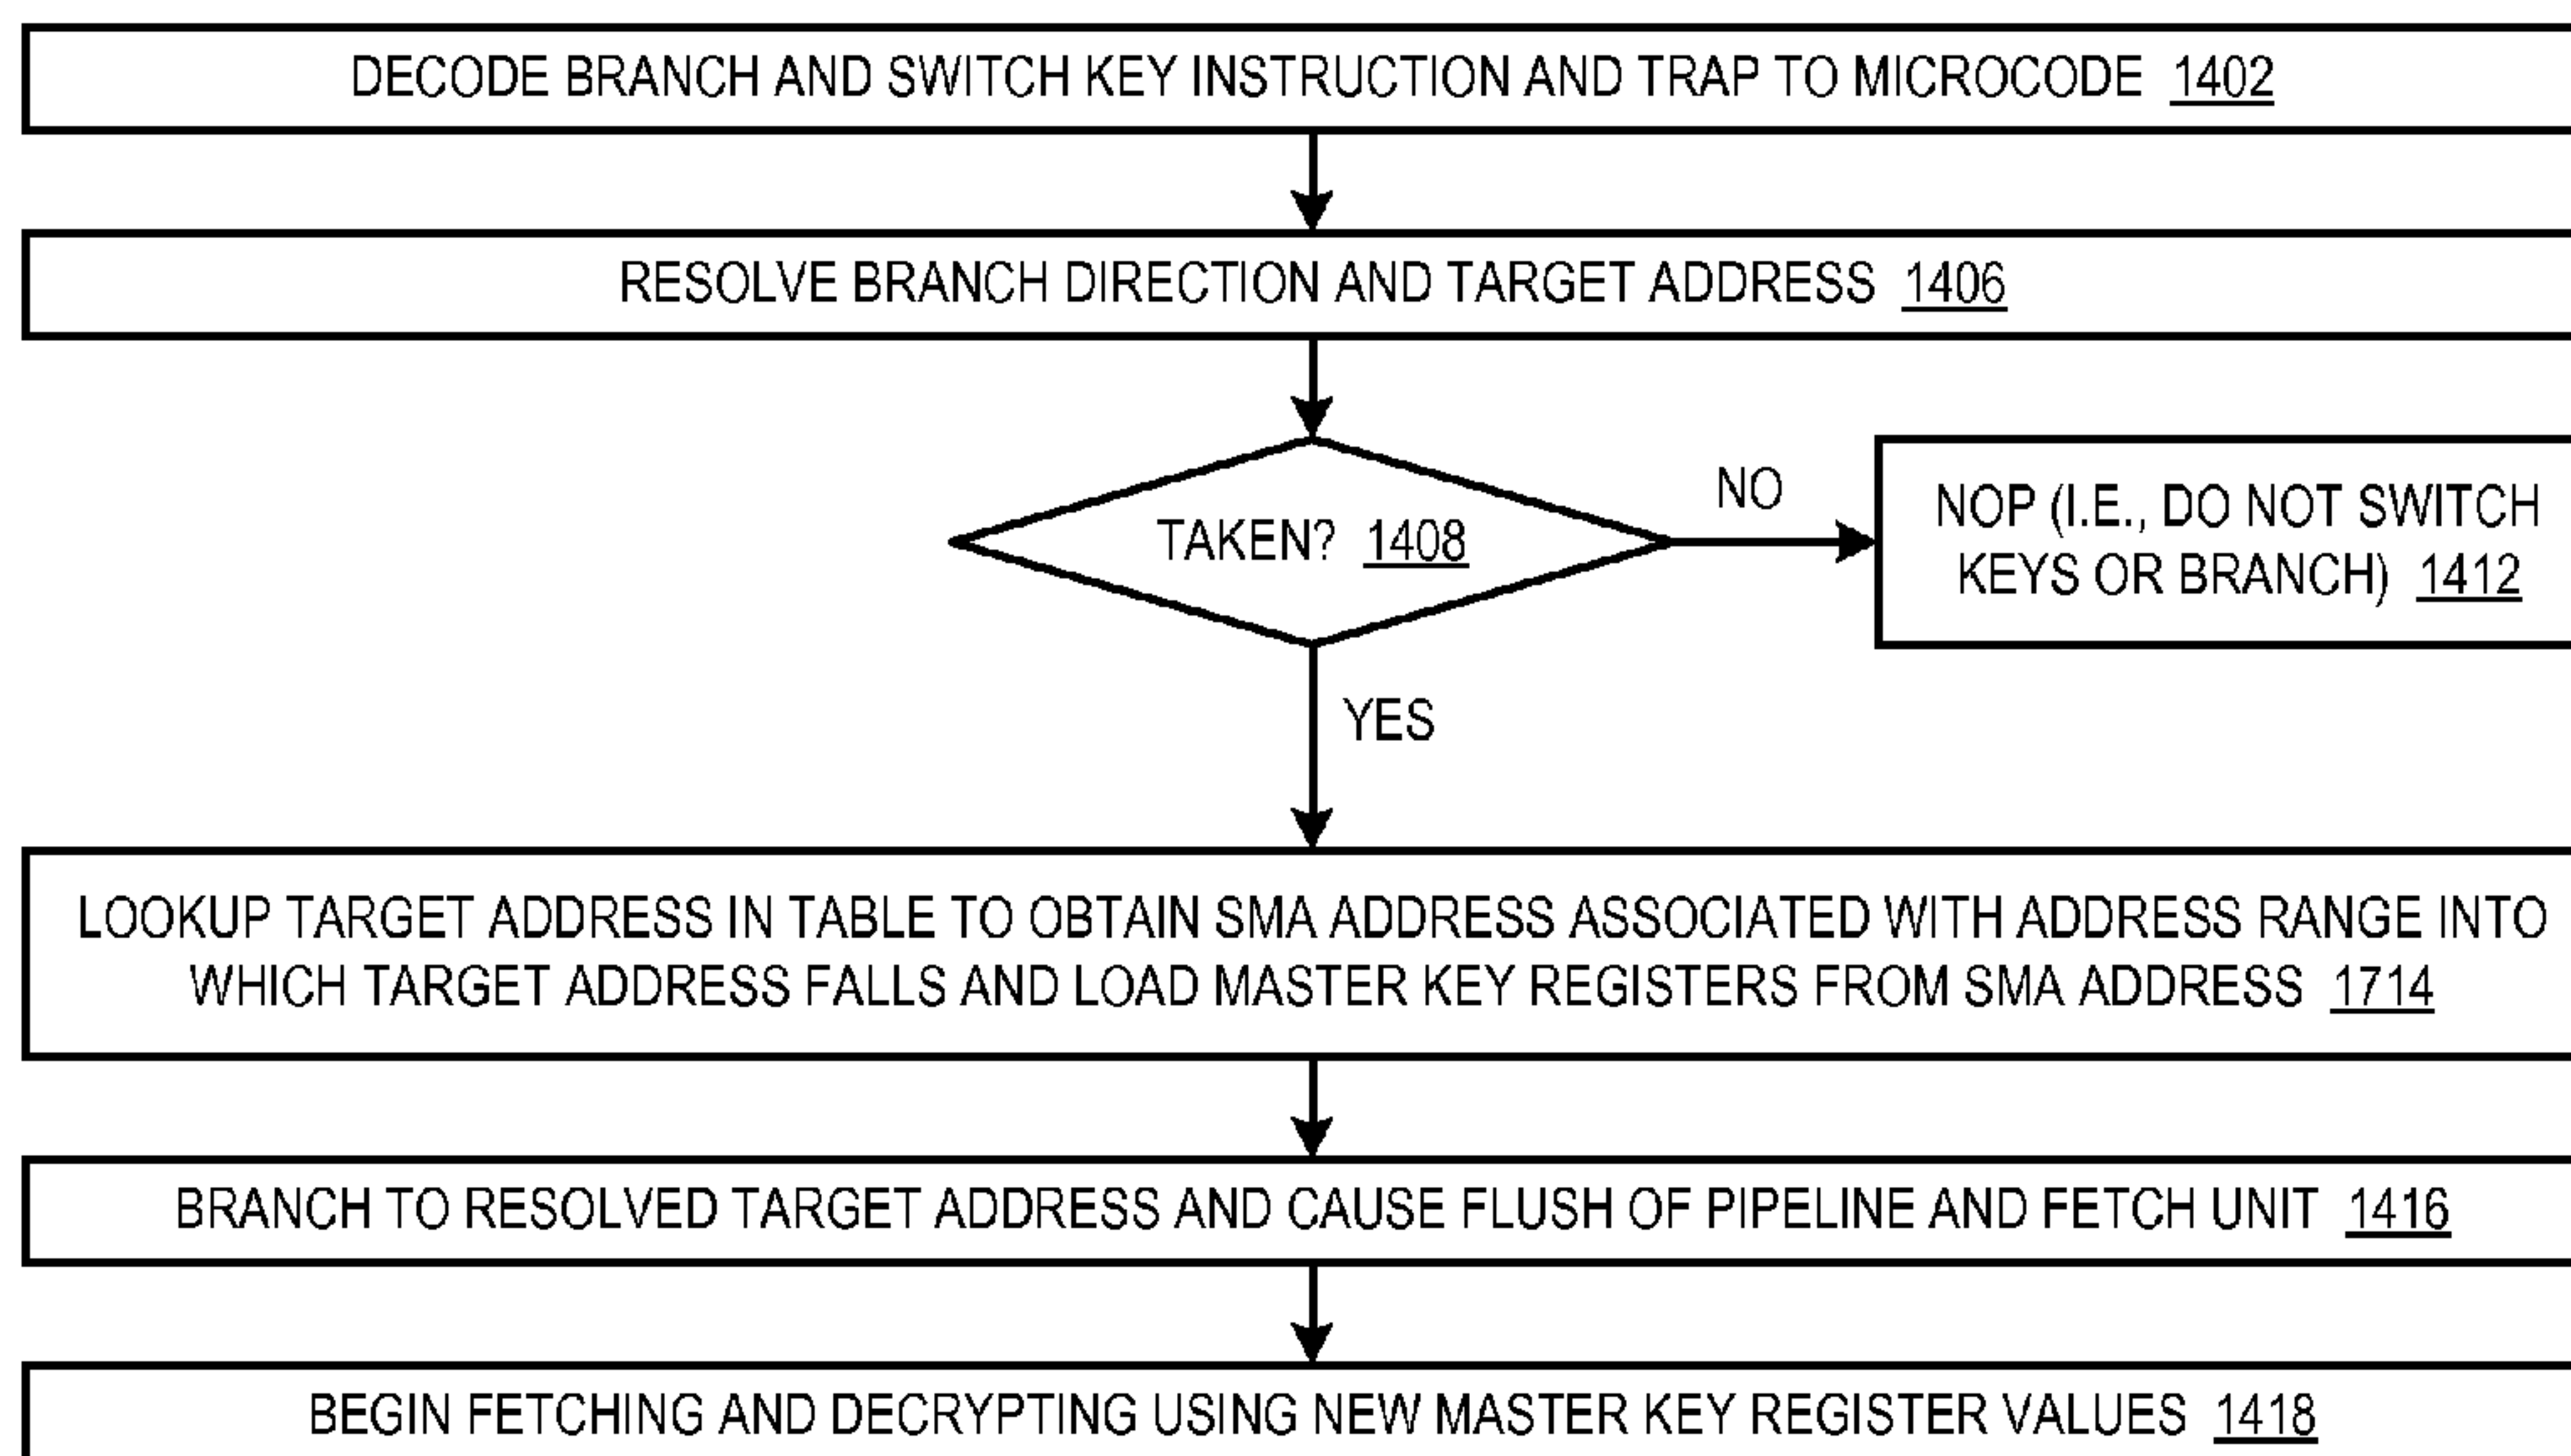 DECODE BRANCH AND SWITCH KEY INSTRUCTION AND TRAP TO MICROCODE 1402
RESOLVE BRANCH DIRECTION AND TARGET ADDRESS 1406
TAKEN? 1408
NO
NOP (I.E., DO NOT SWITCH
KEYS OR BRANCH) 1412
YES
LOOKUP TARGET ADDRESS IN TABLE TO OBTAIN SMA ADDRESS ASSOCIATED WITH ADDRESS RANGE INTO
WHICH TARGET ADDRESS FALLS AND LOAD MASTER KEY REGISTERS FROM SMA ADDRESS 1714
BRANCH TO RESOLVED TARGET ADDRESS AND CAUSE FLUSH OF PIPELINE AND FETCH UNIT 1416
BEGIN FETCHING AND DECRYPTING USING NEW MASTER KEY REGISTER VALUES 1418